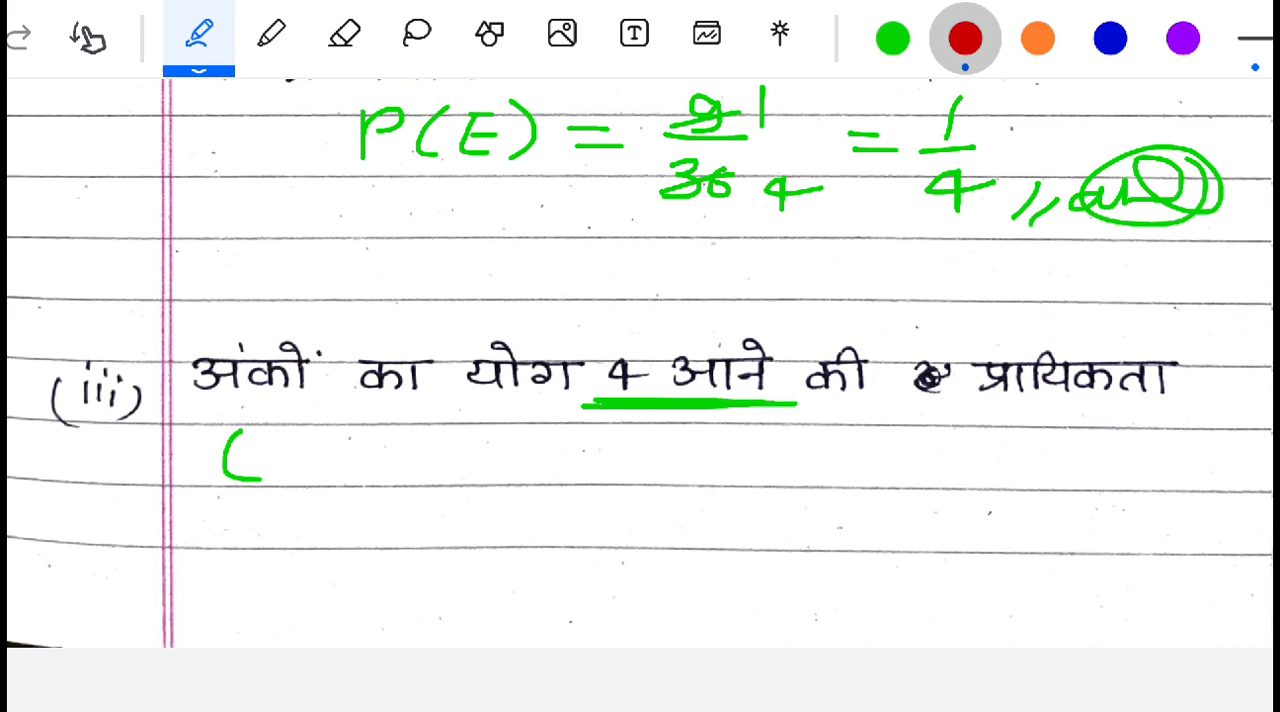 P(E) = 9 1 / 36 4 = 1 / 4 ,, ans
(iii) अंकों का योग 4 आने की प्रायिकता
(